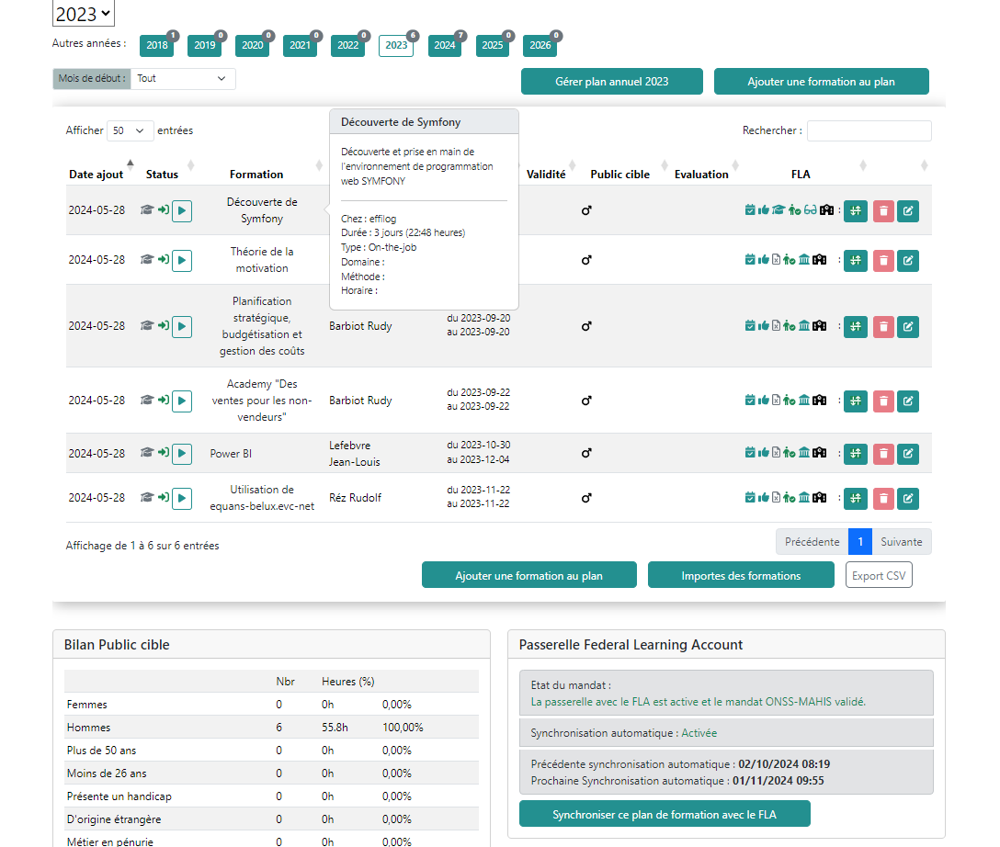 2023
Autres années :
2018 1 2019 0 2020 0 2021 0 2022 0 2023 6 2024 7 2025 0 2026 0
Mois de début : Tout
Gérer plan annuel 2023 Ajouter une formation au plan
Afficher 50 entrées
Rechercher :
Date ajout Status Formation Validité Public cible Evaluation FLA
Découverte de Symfony
Découverte et prise en main de
l'environnement de programmation
web SYMFONY
Chez : effilog
Durée : 3 jours (22:48 heures)
Type : On-the-job
Domaine :
Méthode :
Horaire :
2024-05-28 Découverte de
Symfony
:
2024-05-28 Théorie de la
motivation
:
2024-05-28 Planification
stratégique,
budgétisation et
gestion des coûts
Barbiot Rudy
du 2023-09-20
au 2023-09-20
:
2024-05-28 Academy "Des
ventes pour les non-
vendeurs"
Barbiot Rudy
du 2023-09-22
au 2023-09-22
:
2024-05-28 Power BI
Lefebvre
Jean-Louis
du 2023-10-30
au 2023-12-04
:
2024-05-28 Utilisation de
equans-belux.evc-net
Réz Rudolf
du 2023-11-22
au 2023-11-22
:
Affichage de 1 à 6 sur 6 entrées
Précédente 1 Suivante
Ajouter une formation au plan Importes des formations Export CSV
Bilan Public cible
Nbr Heures (%)
Femmes 0 0h 0,00%
Hommes 6 55.8h 100,00%
Plus de 50 ans 0 0h 0,00%
Moins de 26 ans 0 0h 0,00%
Présente un handicap 0 0h 0,00%
D'origine étrangère 0 0h 0,00%
Métier en pénurie 0 0h 0,00%
Passerelle Federal Learning Account
Etat du mandat :
La passerelle avec le FLA est active et le mandat ONSS-MAHIS validé.
Synchronisation automatique : Activée
Précédente synchronisation automatique : 02/10/2024 08:19
Prochaine Synchronisation automatique : 01/11/2024 09:55
Synchroniser ce plan de formation avec le FLA